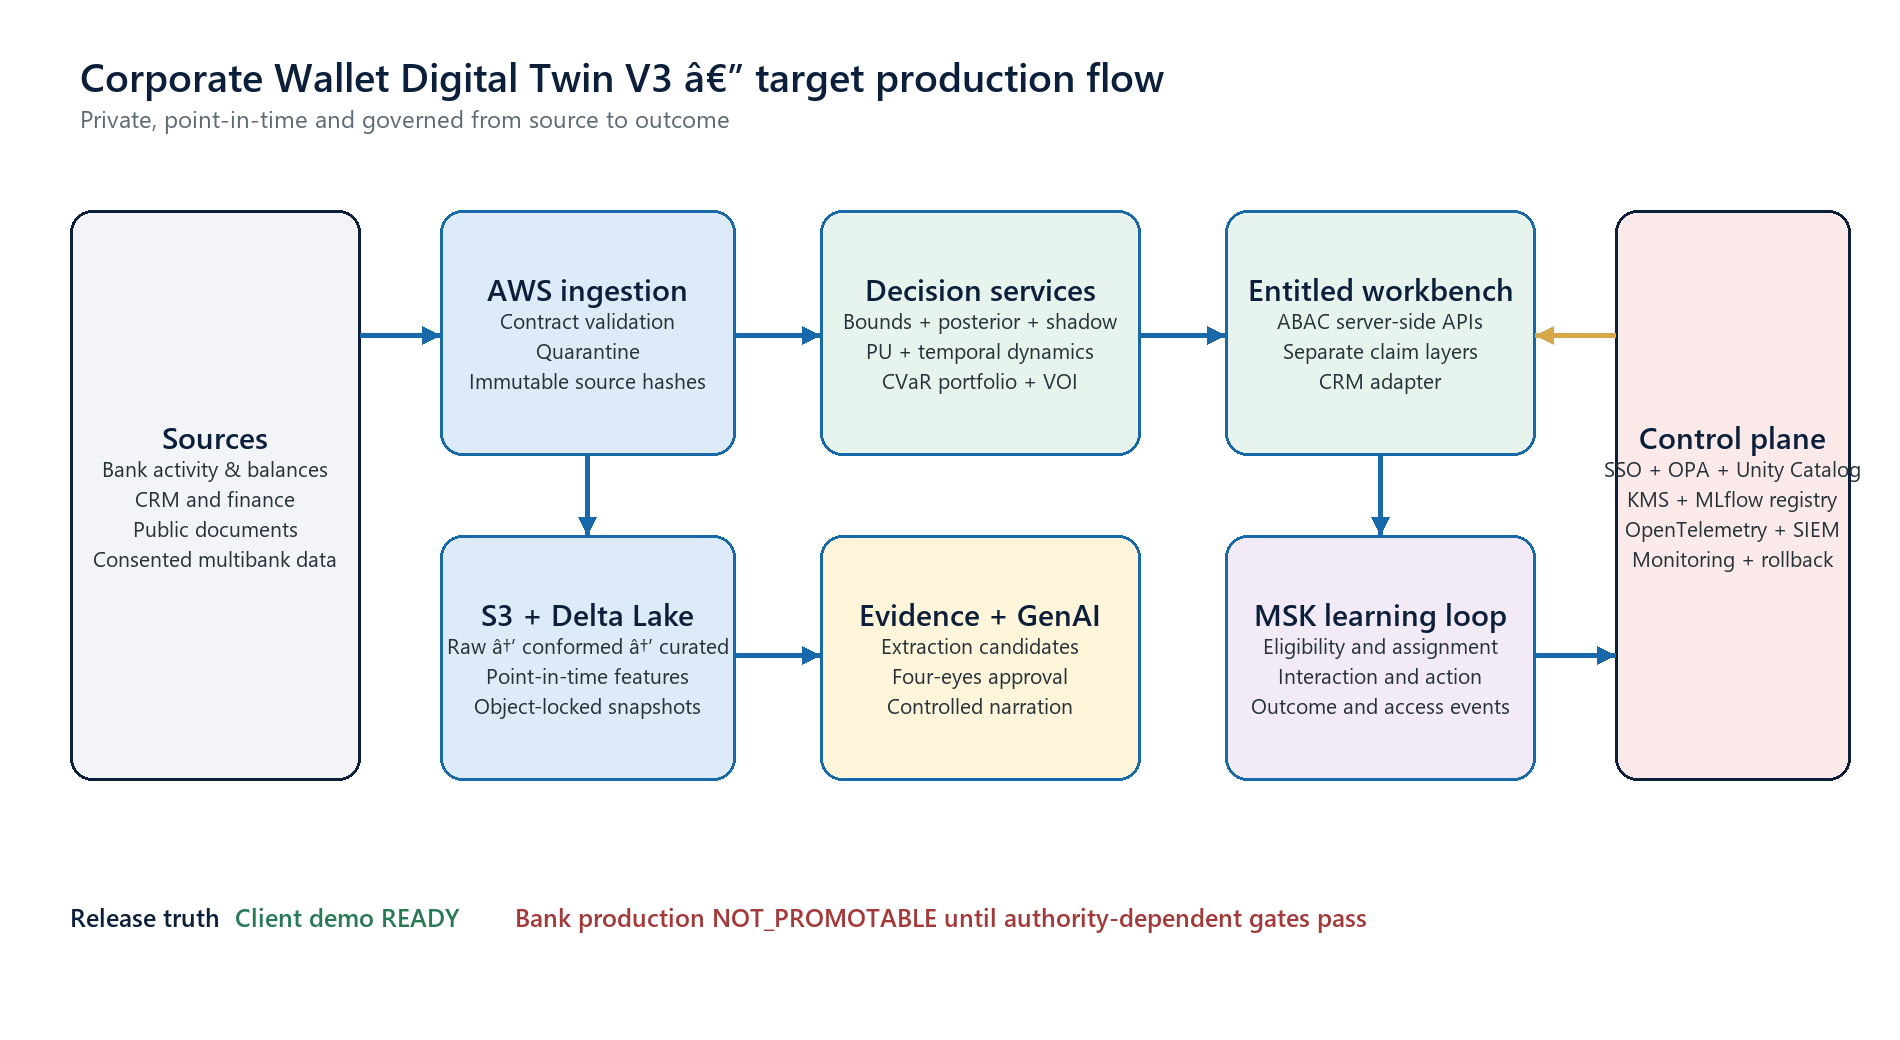 Corporate Wallet Digital Twin V3 â€” target production flow
Private, point-in-time and governed from source to outcome
Sources
Bank activity & balances
CRM and finance
Public documents
Consented multibank data
AWS ingestion
Contract validation
Quarantine
Immutable source hashes
Decision services
Bounds + posterior + shadow
PU + temporal dynamics
CVaR portfolio + VOI
Entitled workbench
ABAC server-side APIs
Separate claim layers
CRM adapter
Control plane
SSO + OPA + Unity Catalog
KMS + MLflow registry
OpenTelemetry + SIEM
Monitoring + rollback
S3 + Delta Lake
Raw â†’ conformed â†’ curated
Point-in-time features
Object-locked snapshots
Evidence + GenAI
Extraction candidates
Four-eyes approval
Controlled narration
MSK learning loop
Eligibility and assignment
Interaction and action
Outcome and access events
Release truth Client demo READY Bank production NOT_PROMOTABLE until authority-dependent gates pass